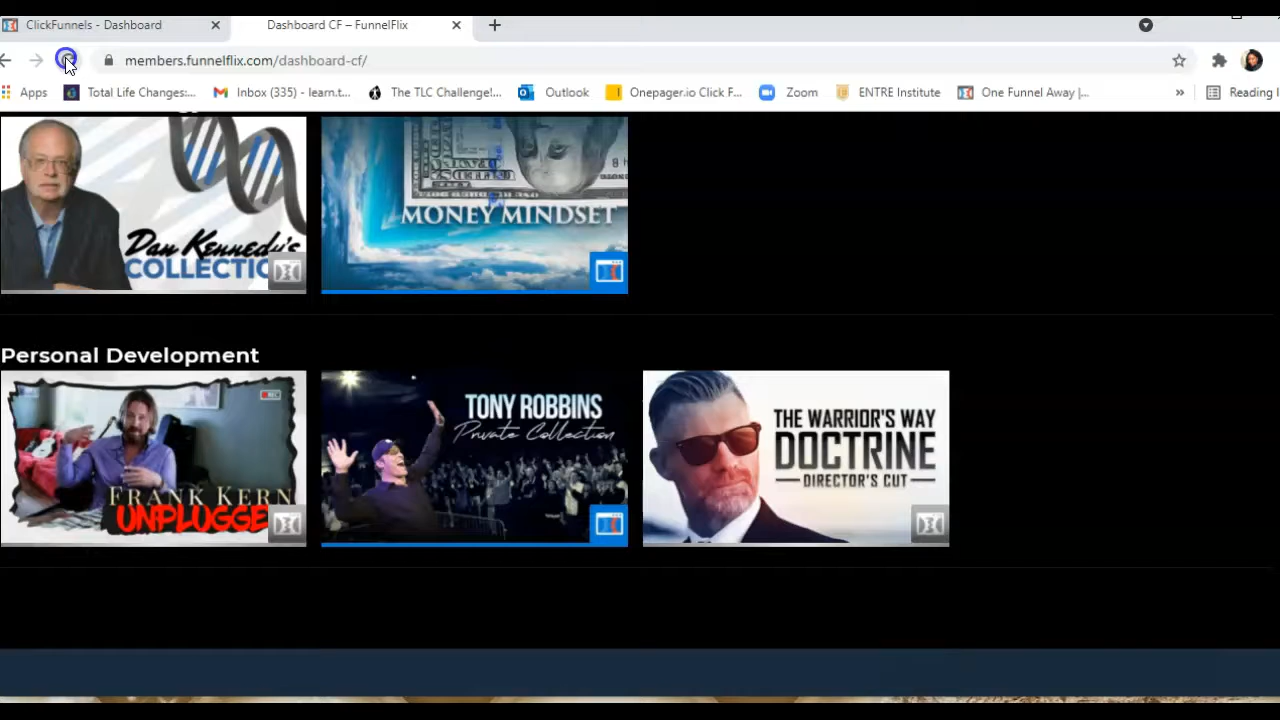 ClickFunnels - Dashboard
Dashboard CF – FunnelFlix
members.funnelflix.com/dashboard-cf/
Apps
Total Life Changes:...
Inbox (335) - learn.t...
The TLC Challenge!...
Outlook
Onepager.io Click F...
Zoom
ENTRE Institute
One Funnel Away |...
»
Reading l
Dan Kennedy's
COLLECTIO
MONEY MINDSET
Personal Development
REC
FRANK KERN
UNPLUGGE
TONY ROBBINS
Private Collection
THE WARRIOR'S WAY
DOCTRINE
DIRECTOR'S CUT